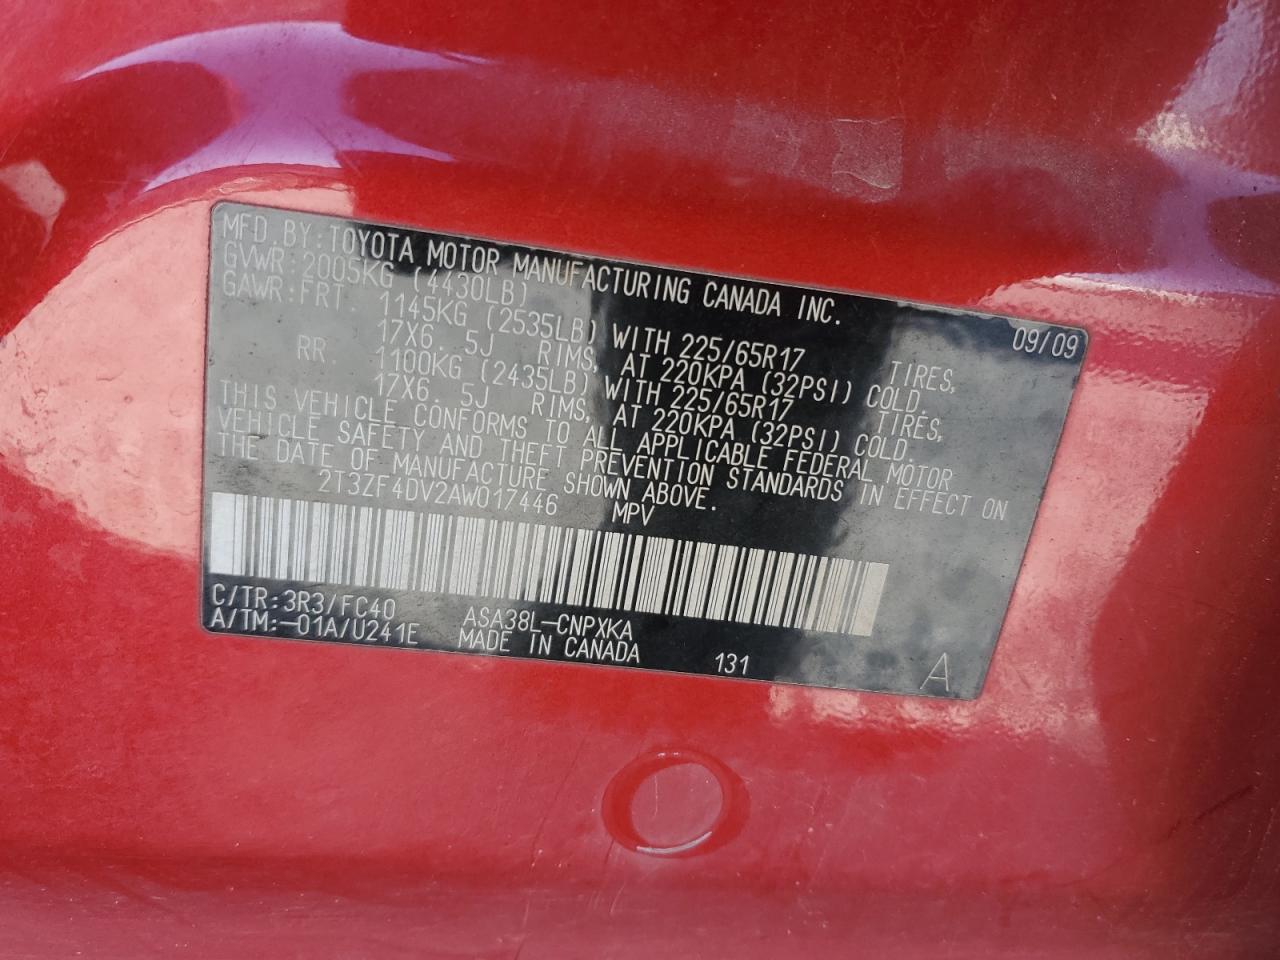 MFD. BY: TOYOTA MOTOR MANUFACTURING CANADA INC. 09/09
GVWR: 2005KG (4430LB)
GAWR: FRT. 1145KG (2535LB) WITH 225/65R17 TIRES,
17X6.5J RIMS, AT 220KPA (32PSI) COLD.
RR. 1100KG (2435LB) WITH 225/65R17 TIRES,
17X6.5J RIMS, AT 220KPA (32PSI) COLD.
THIS VEHICLE CONFORMS TO ALL APPLICABLE FEDERAL MOTOR
VEHICLE SAFETY AND THEFT PREVENTION STANDARDS IN EFFECT ON
THE DATE OF MANUFACTURE SHOWN ABOVE.
2T3ZF4DV2AW017446 MPV
C/TR: 3R3/FC40 ASA38L-CNPXKA
A/TM: -01A/U241E MADE IN CANADA 131 A